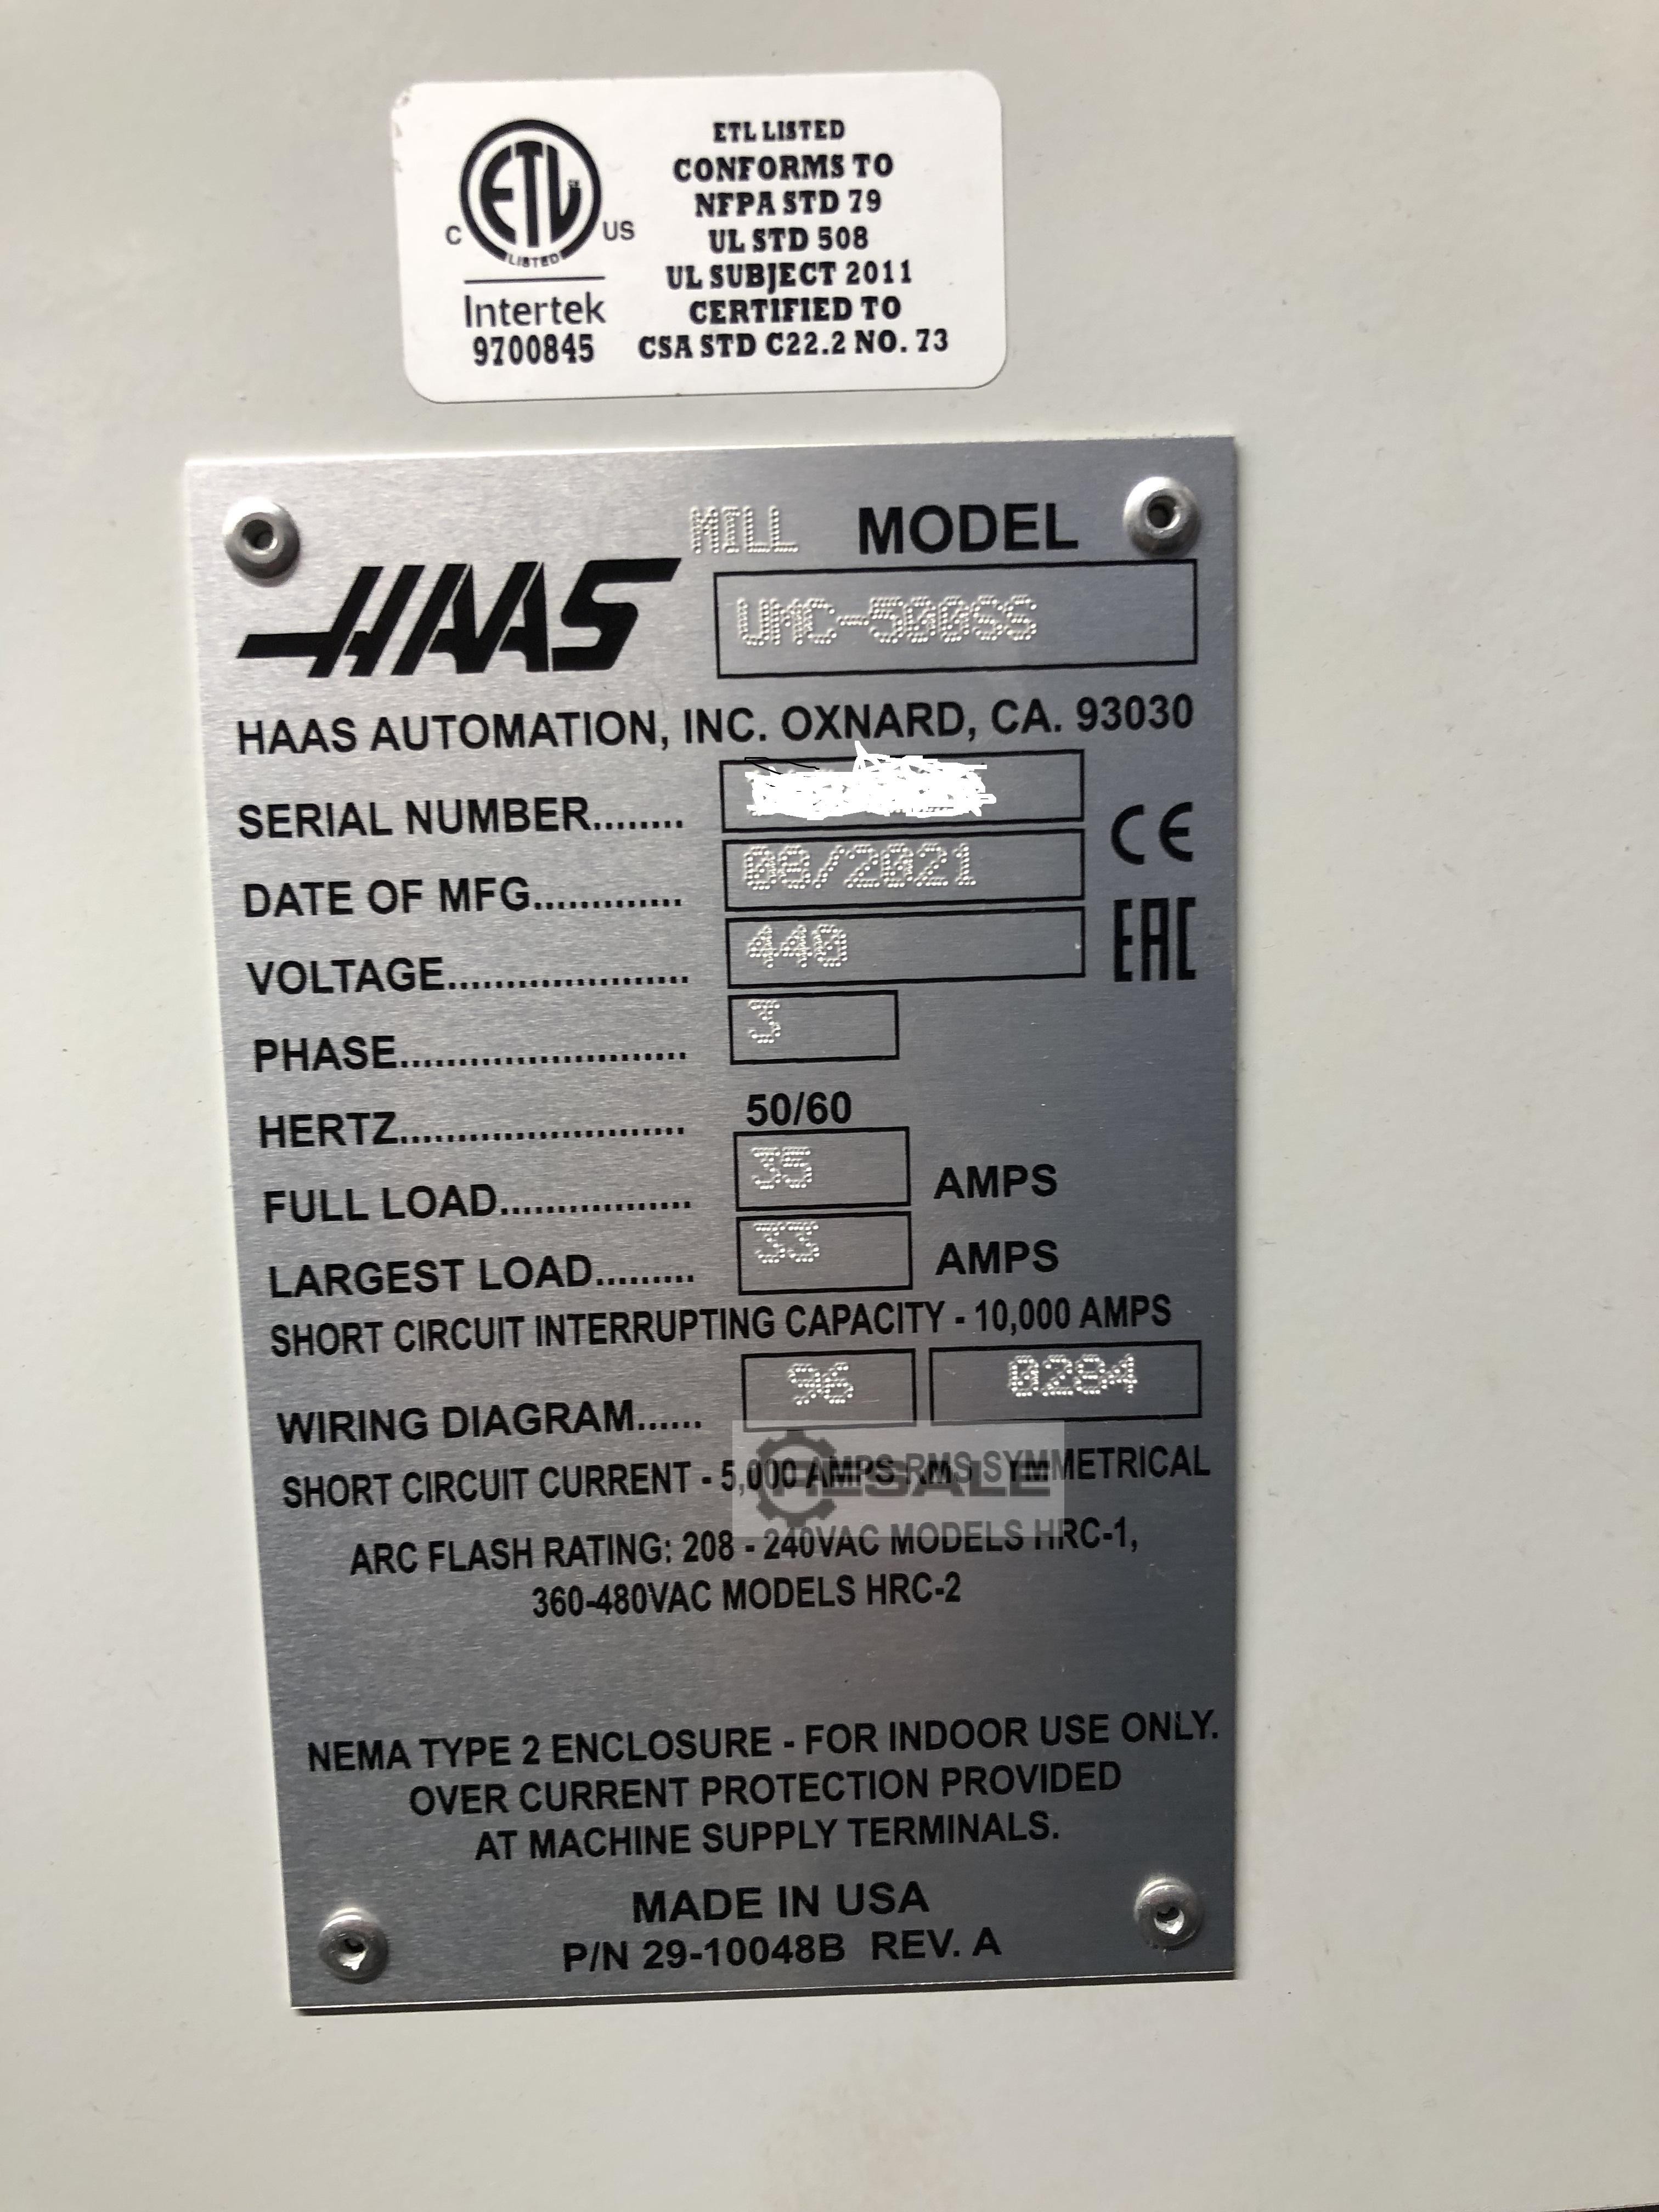 ETL LISTED
CONFORMS TO
NFPA STD 79
UL STD 508
UL SUBJECT 2011
CERTIFIED TO
CSA STD C22.2 NO. 73
C ETL CM US
LISTED
Intertek
9700845
MILL MODEL
HAAS UMC-500SS
HAAS AUTOMATION, INC. OXNARD, CA. 93030
SERIAL NUMBER........
DATE OF MFG............. 08/2021
CE
VOLTAGE..................... 440
EAC
PHASE......................... 3
HERTZ......................... 50/60
FULL LOAD................. 35 AMPS
LARGEST LOAD......... 33 AMPS
SHORT CIRCUIT INTERRUPTING CAPACITY - 10,000 AMPS
WIRING DIAGRAM...... 96 0284
SHORT CIRCUIT CURRENT - 5,000 AMPS RMS SYMMETRICAL
RESALE
ARC FLASH RATING: 208 - 240VAC MODELS HRC-1,
360-480VAC MODELS HRC-2
NEMA TYPE 2 ENCLOSURE - FOR INDOOR USE ONLY.
OVER CURRENT PROTECTION PROVIDED
AT MACHINE SUPPLY TERMINALS.
MADE IN USA
P/N 29-10048B REV. A